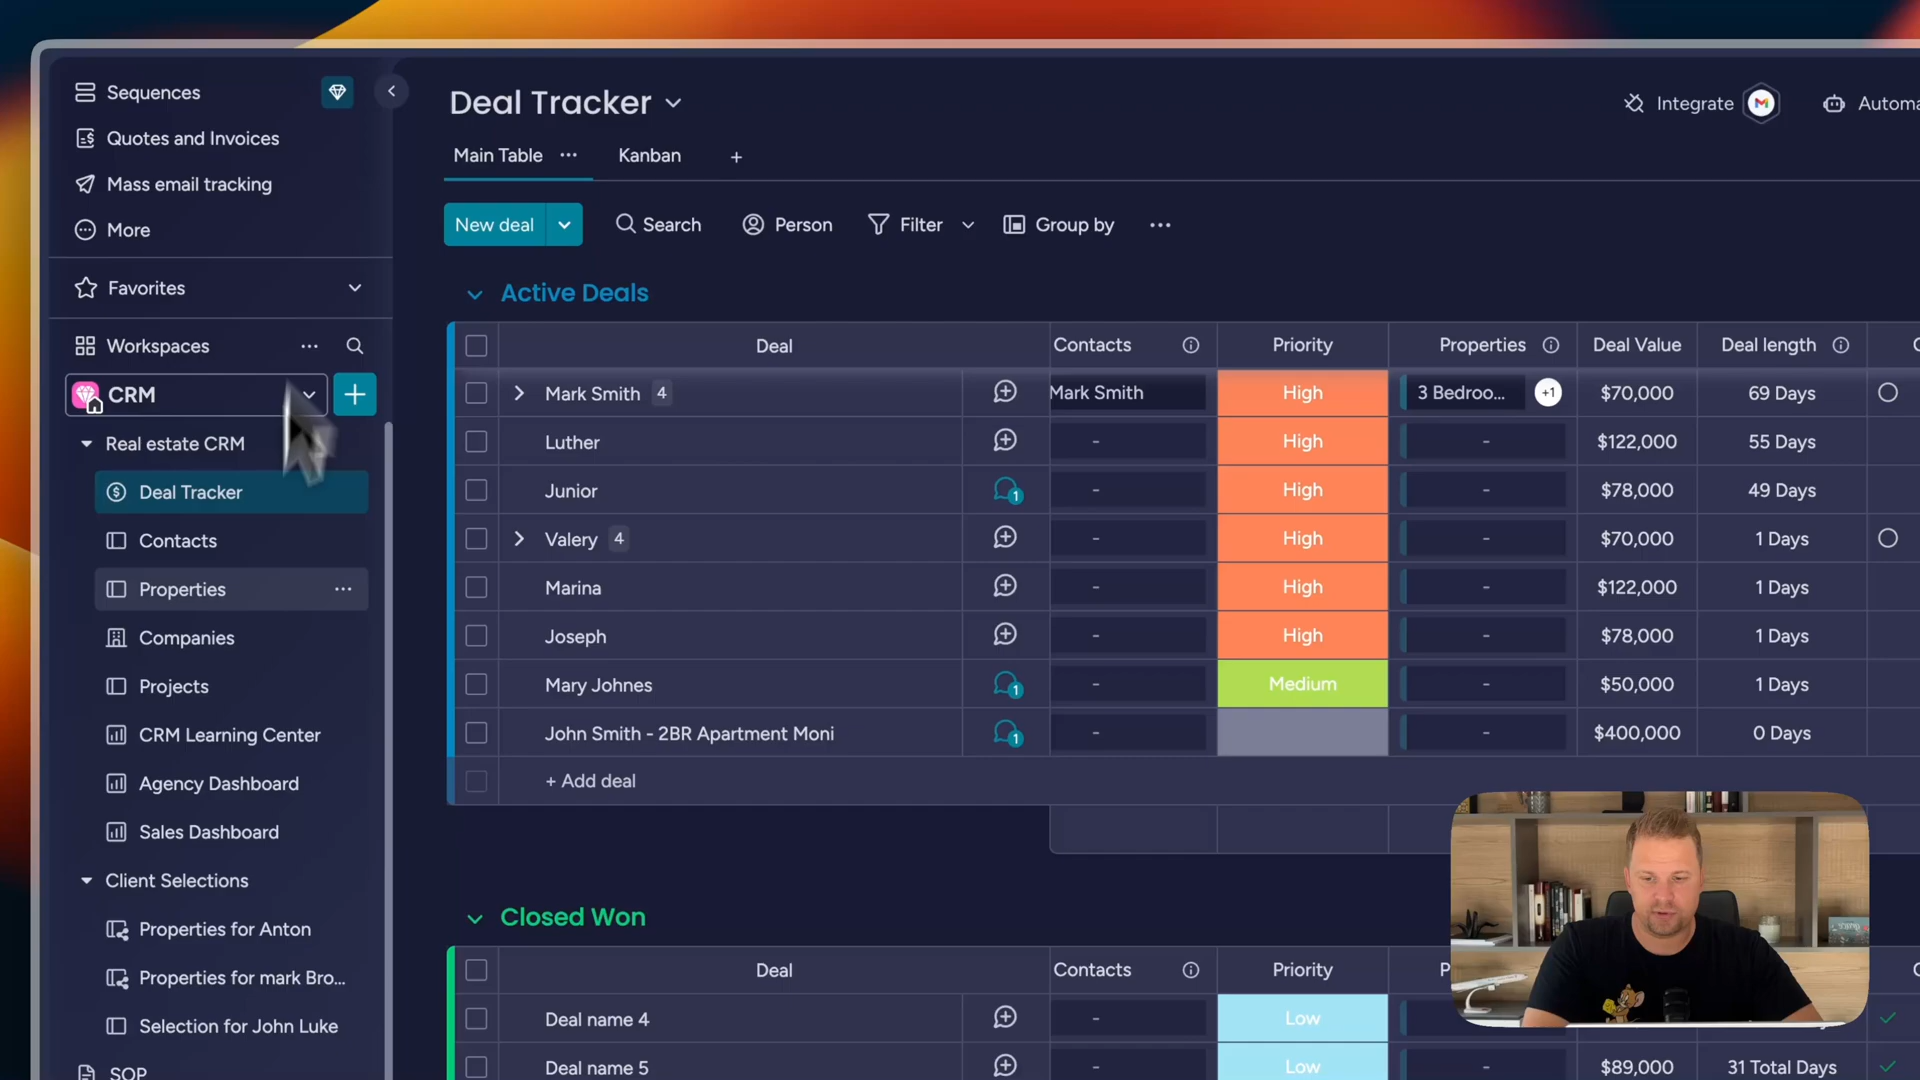 Sequences
Quotes and Invoices
Mass email tracking
More
Favorites
Workspaces
CRM
Real estate CRM
Deal Tracker
Contacts
Properties
Companies
Projects
CRM Learning Center
Agency Dashboard
Sales Dashboard
Client Selections
Properties for Anton
Properties for mark Bro...
Selection for John Luke
SOP
Deal Tracker
Integrate
Automa
Main Table
Kanban
New deal
Search
Person
Filter
Group by
Active Deals
Deal Contacts Priority Properties Deal Value Deal length
Mark Smith 4 Mark Smith High 3 Bedroo... +1 $70,000 69 Days
Luther - High - $122,000 55 Days
Junior 1 - High - $78,000 49 Days
Valery 4 - High - $70,000 1 Days
Marina - High - $122,000 1 Days
Joseph - High - $78,000 1 Days
Mary Johnes 1 - Medium - $50,000 1 Days
John Smith - 2BR Apartment Moni 1 - - $400,000 0 Days
+ Add deal
Closed Won
Deal Contacts Priority P
Deal name 4 - Low
Deal name 5 - Low $89,000 31 Total Days